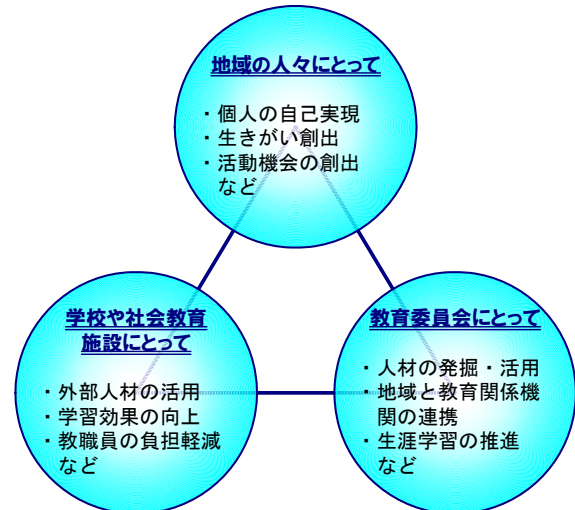 地域の人々にとって
・個人の自己実現
・生きがい創出
・活動機会の創出
など
学校や社会教育
施設にとって
・外部人材の活用
・学習効果の向上
・教職員の負担軽減
など
教育委員会にとって
・人材の発掘・活用
・地域と教育関係機
関の連携
・生涯学習の推進
など